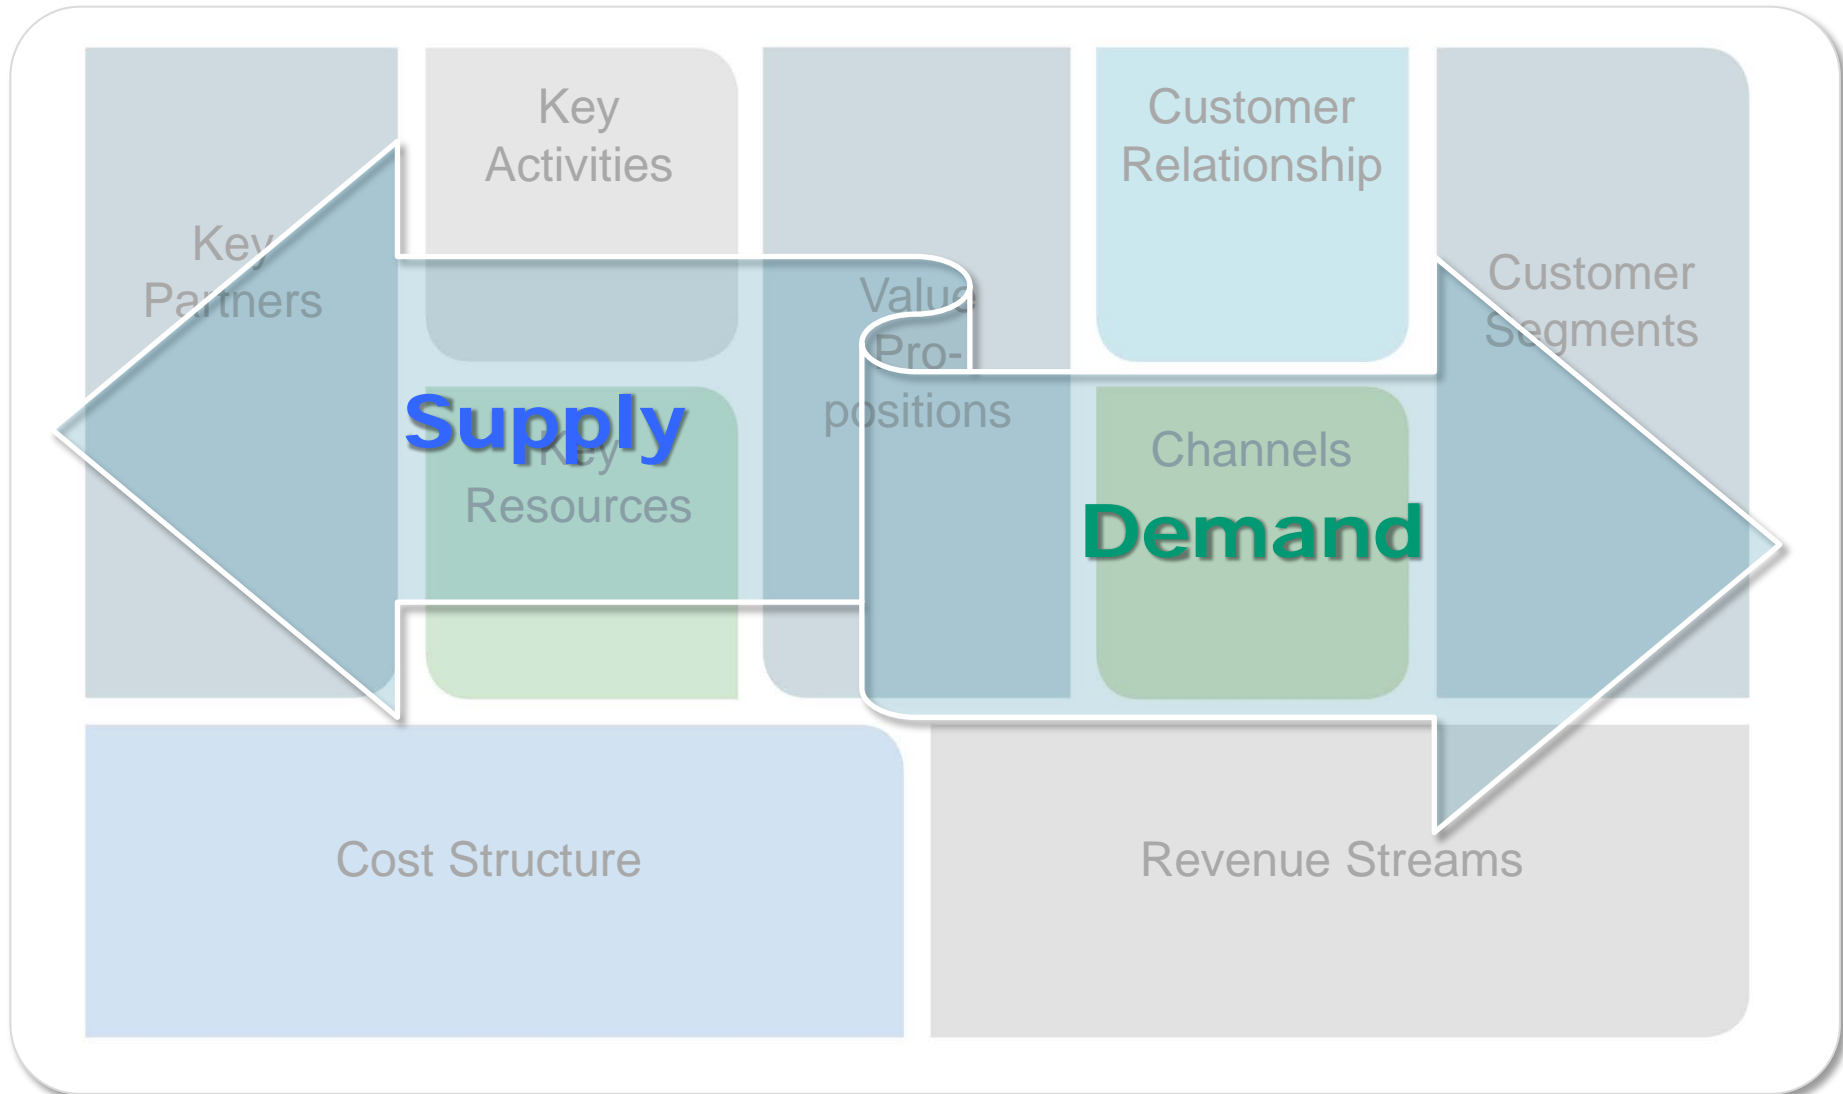 Key
Partners
Key
Activities
Key
Resources
Value
Pro-
positions
Customer
Relationship
Channels
Customer
Segments
Supply
Demand
Cost Structure
Revenue Streams